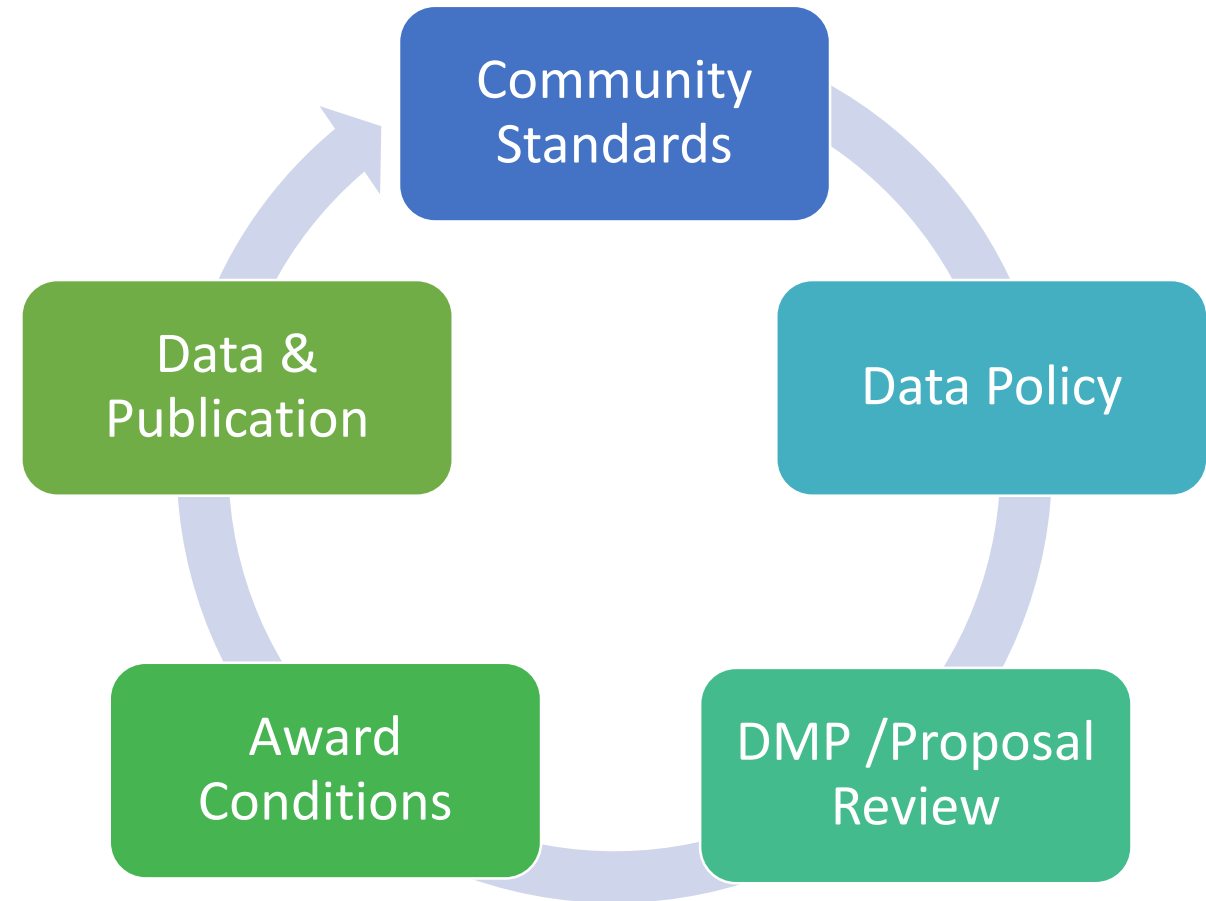 Community
Standards
Data Policy
DMP /Proposal
Review
Award
Conditions
Data &
Publication